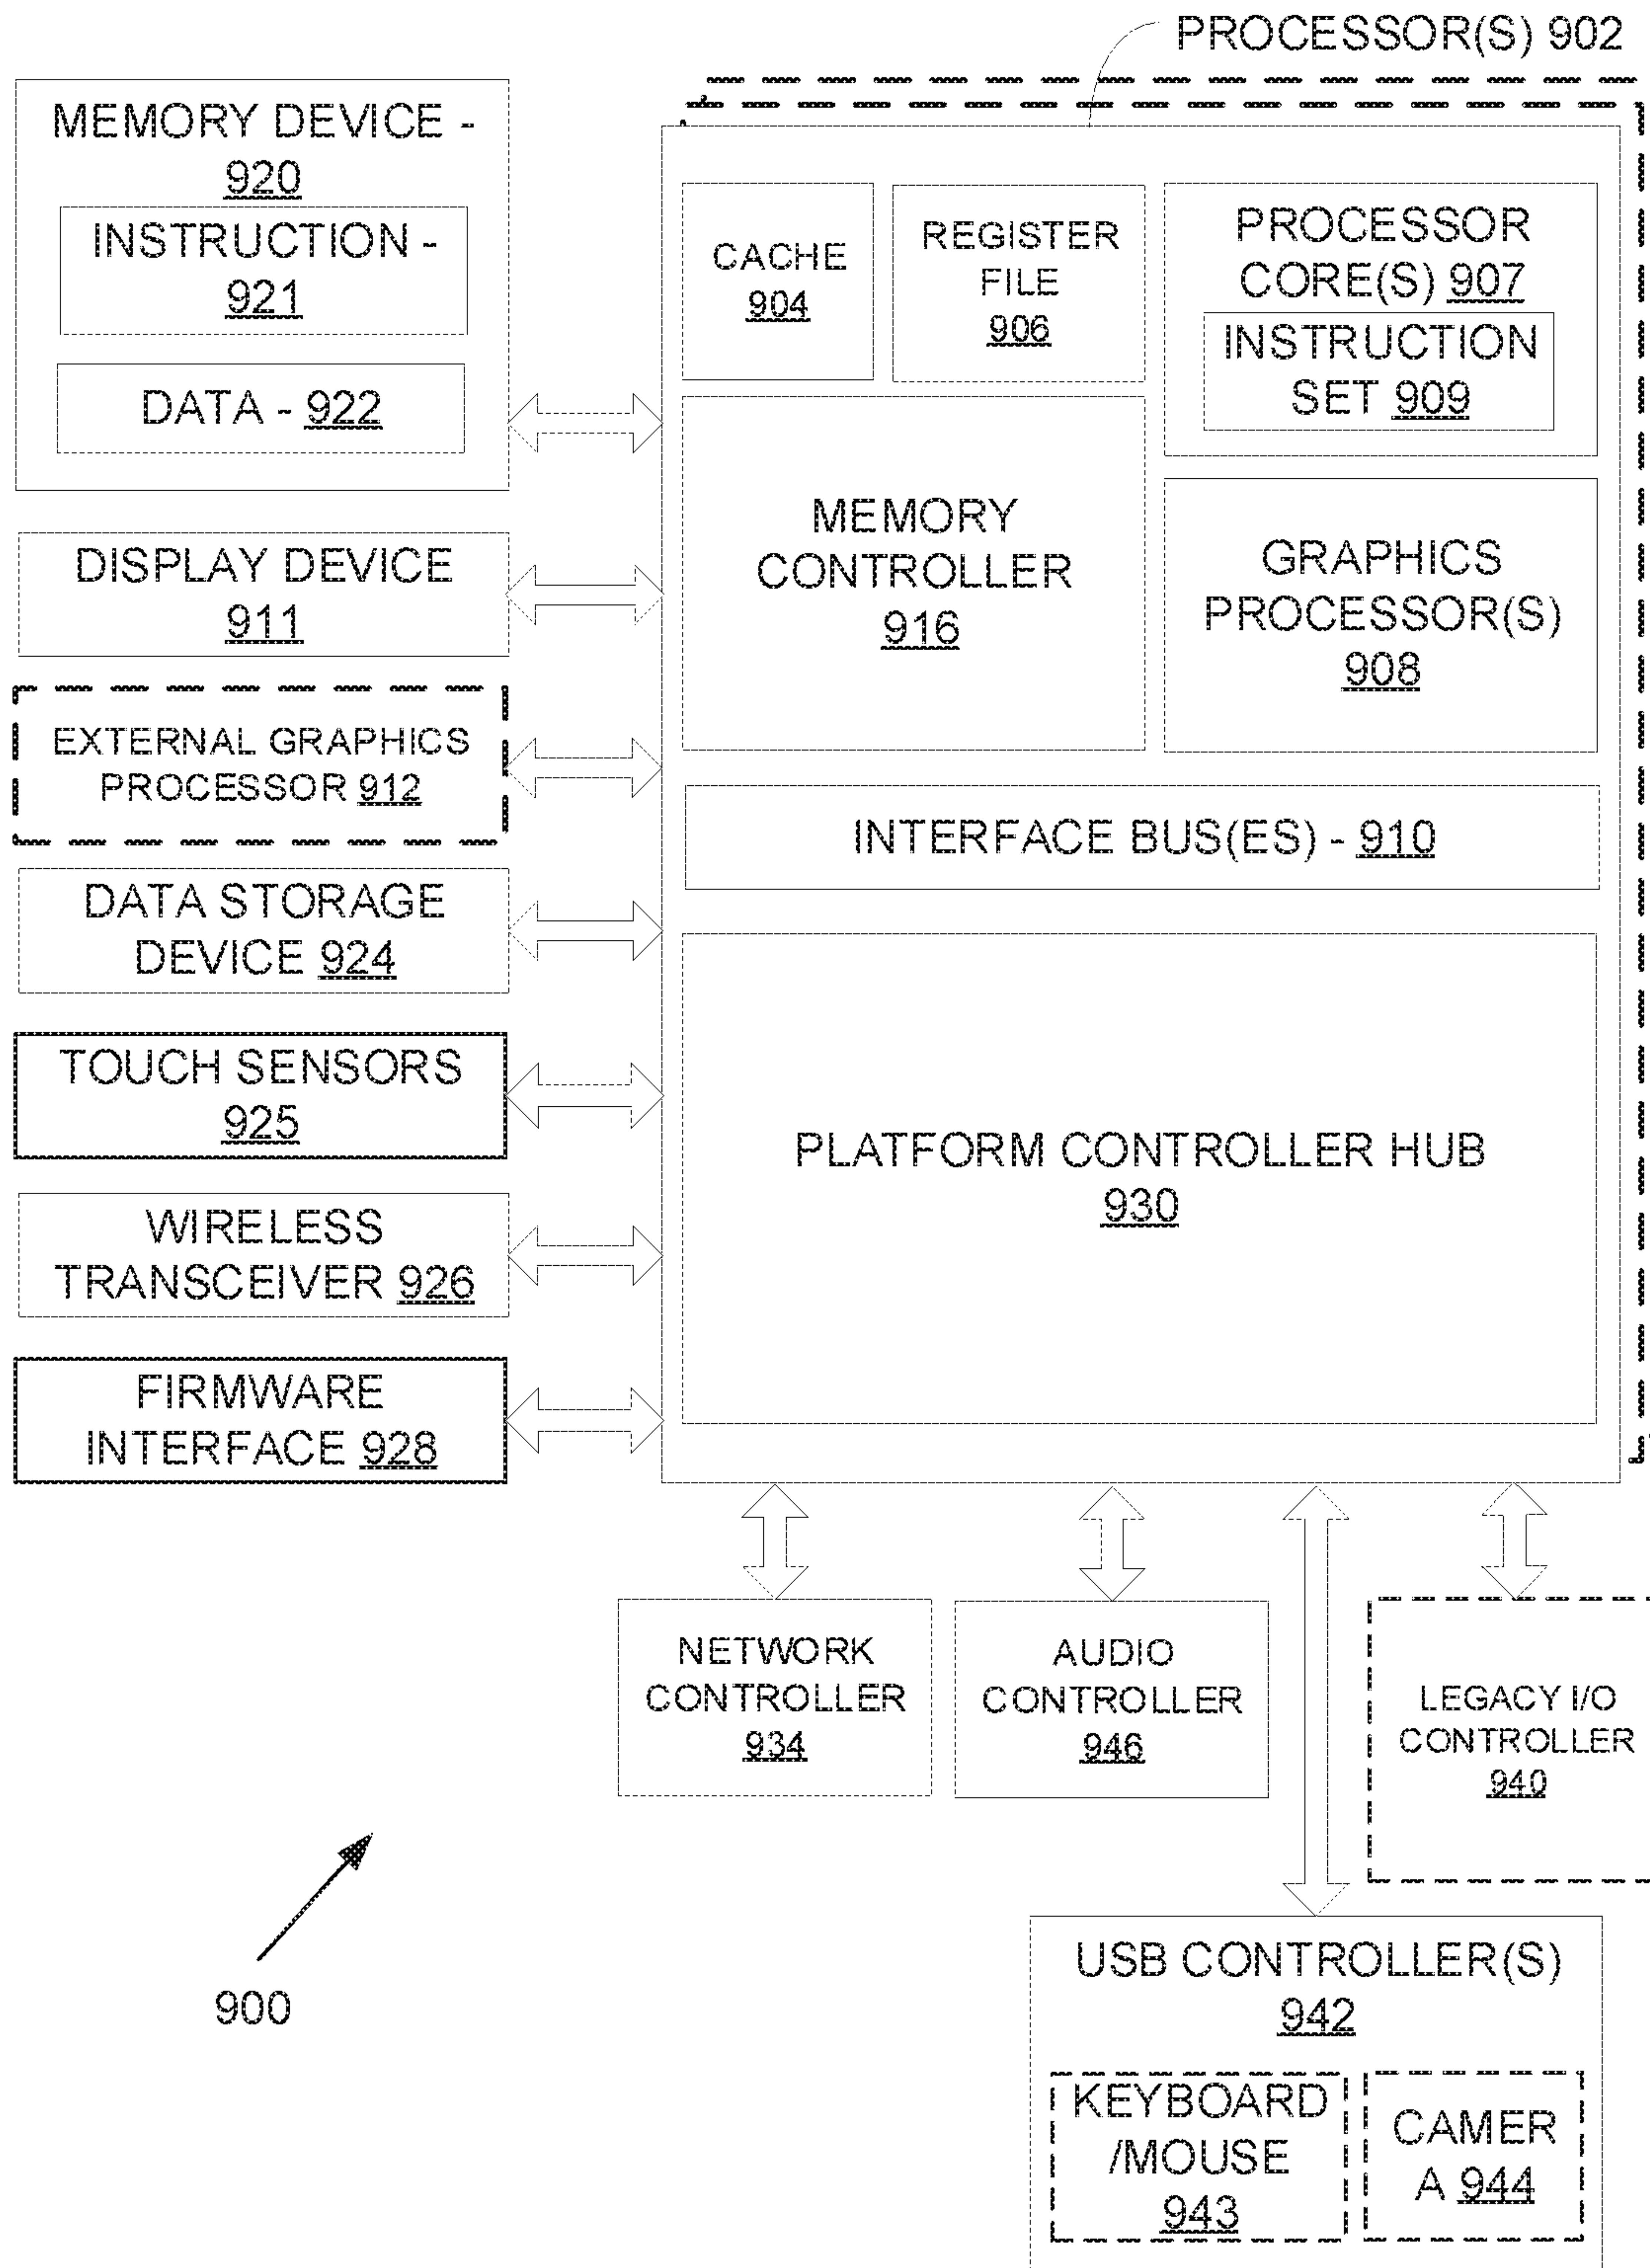 PROCESSOR(S) 902
MEMORY DEVICE -
920
INSTRUCTION -
921
DATA - 922
DISPLAY DEVICE
911
EXTERNAL GRAPHICS
PROCESSOR 912
DATA STORAGE
DEVICE 924
TOUCH SENSORS
925
WIRELESS
TRANSCEIVER 926
FIRMWARE
INTERFACE 928
CACHE
904
REGISTER
FILE
906
PROCESSOR
CORE(S) 907
INSTRUCTION
SET 909
MEMORY
CONTROLLER
916
GRAPHICS
PROCESSOR(S)
908
INTERFACE BUS(ES) - 910
PLATFORM CONTROLLER HUB
930
NETWORK
CONTROLLER
934
AUDIO
CONTROLLER
946
LEGACY I/O
CONTROLLER
940
USB CONTROLLER(S)
942
KEYBOARD
/MOUSE
943
CAMER
A 944
900